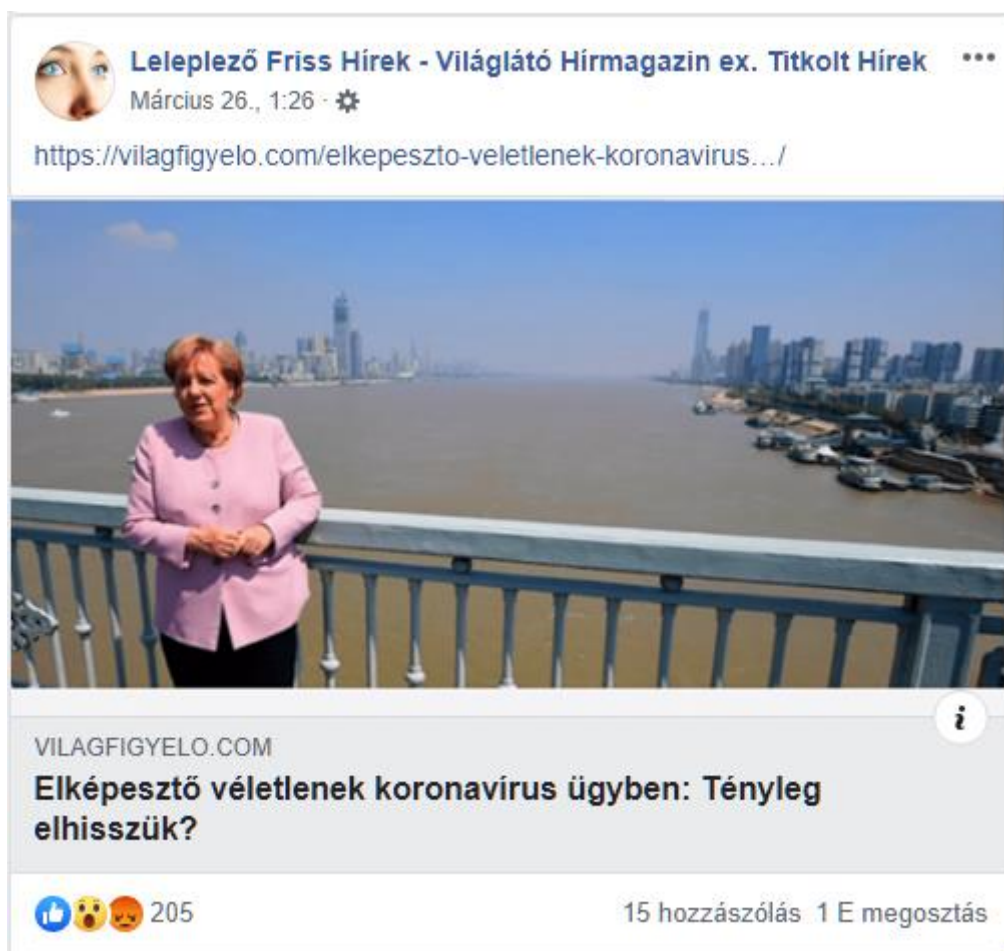 Leleplező Friss Hírek - Világlátó Hírmagazin ex. Titkolt Hírek
Március 26., 1:26 ·
https://vilagfigyelo.com/elkepeszto-veletlenek-koronavirus…/
i
VILAGFIGYELO.COM
Elképesztő véletlenek koronavírus ügyben: Tényleg
elhisszük?
205
15 hozzászólás 1 E megosztás